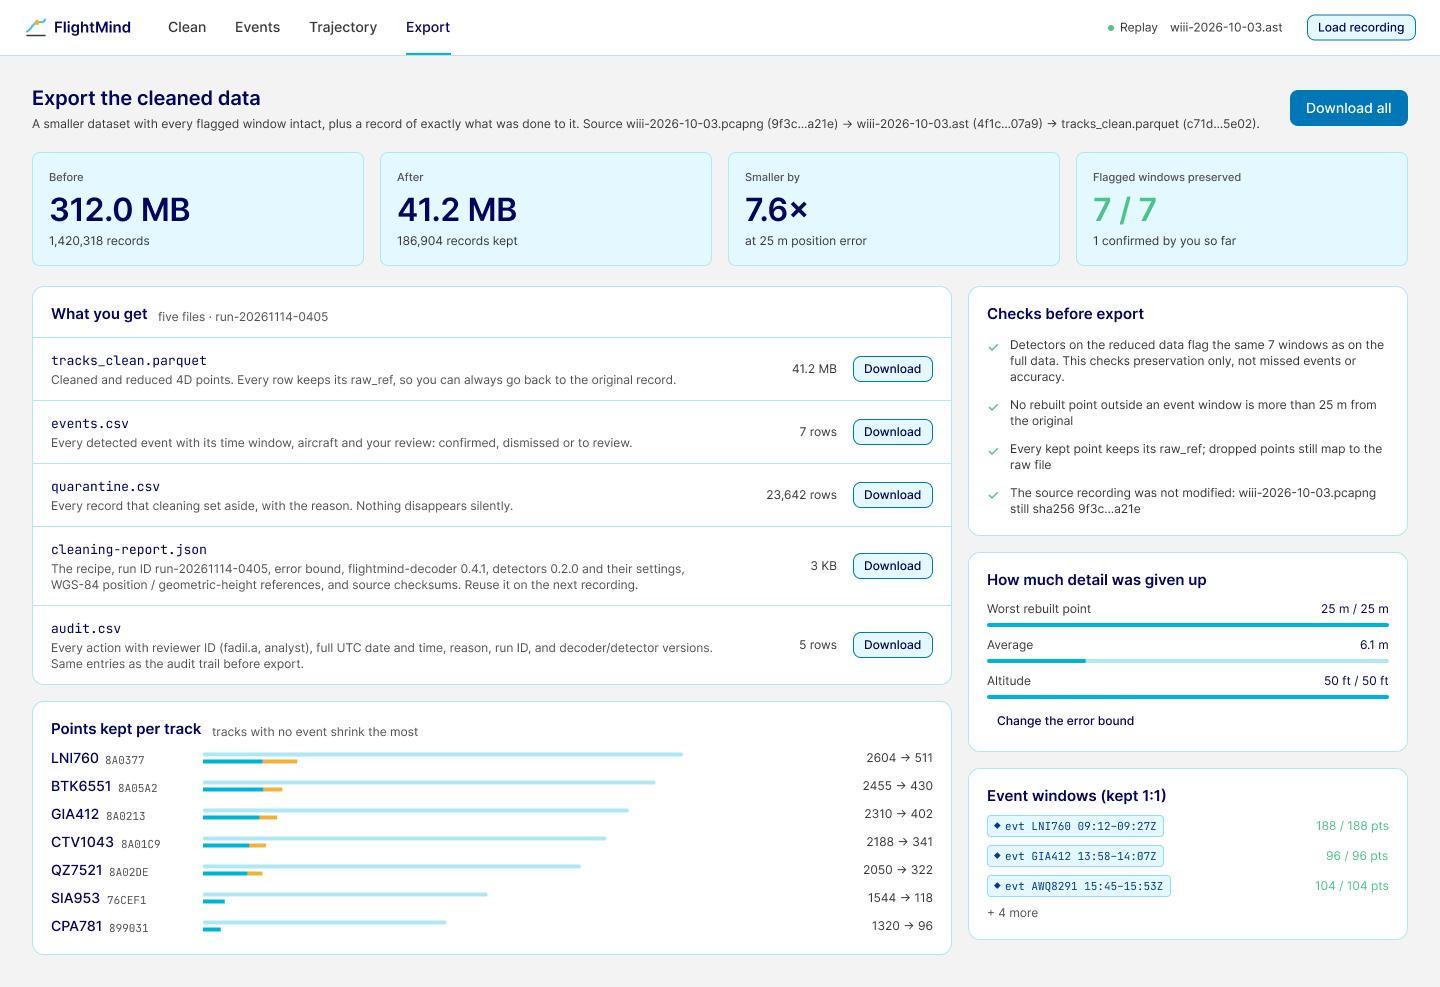 FlightMind
Clean
Events
Trajectory
Export
Replay
wiii-2026-10-03.ast
Load recording
Export the cleaned data
A smaller dataset with every flagged window intact, plus a record of exactly what was done to it. Source wiii-2026-10-03.pcapng (9f3c…a21e) → wiii-2026-10-03.ast (4f1c…07a9) → tracks_clean.parquet (c71d…5e02).
Download all
Before
312.0 MB
1,420,318 records
After
41.2 MB
186,904 records kept
Smaller by
7.6×
at 25 m position error
Flagged windows preserved
7 / 7
1 confirmed by you so far
What you get
five files · run-20261114-0405
tracks_clean.parquet
Cleaned and reduced 4D points. Every row keeps its raw_ref, so you can always go back to the original record.
41.2 MB
Download
events.csv
Every detected event with its time window, aircraft and your review: confirmed, dismissed or to review.
7 rows
Download
quarantine.csv
Every record that cleaning set aside, with the reason. Nothing disappears silently.
23,642 rows
Download
cleaning-report.json
The recipe, run ID run-20261114-0405, error bound, flightmind-decoder 0.4.1, detectors 0.2.0 and their settings,
WGS-84 position / geometric-height references, and source checksums. Reuse it on the next recording.
3 KB
Download
audit.csv
Every action with reviewer ID (fadil.a, analyst), full UTC date and time, reason, run ID, and decoder/detector versions.
Same entries as the audit trail before export.
5 rows
Download
Points kept per track
tracks with no event shrink the most
LNI760 8A0377
2604 → 511
BTK6551 8A05A2
2455 → 430
GIA412 8A0213
2310 → 402
CTV1043 8A01C9
2188 → 341
QZ7521 8A02DE
2050 → 322
SIA953 76CEF1
1544 → 118
CPA781 899031
1320 → 96
Checks before export
Detectors on the reduced data flag the same 7 windows as on the
full data. This checks preservation only, not missed events or
accuracy.
No rebuilt point outside an event window is more than 25 m from
the original
Every kept point keeps its raw_ref; dropped points still map to the
raw file
The source recording was not modified: wiii-2026-10-03.pcapng
still sha256 9f3c…a21e
How much detail was given up
Worst rebuilt point
25 m / 25 m
Average
6.1 m
Altitude
50 ft / 50 ft
Change the error bound
Event windows (kept 1:1)
evt LNI760 09:12–09:27Z
188 / 188 pts
evt GIA412 13:58–14:07Z
96 / 96 pts
evt AWQ8291 15:45–15:53Z
104 / 104 pts
+ 4 more